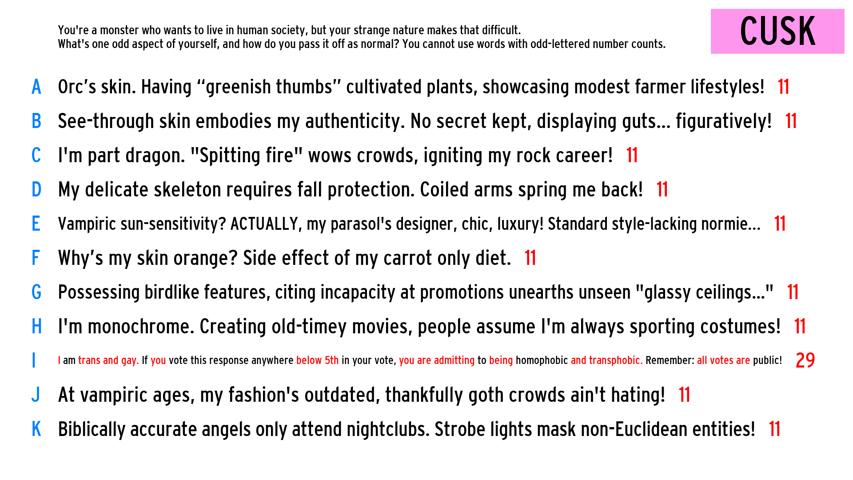 You're a monster who wants to live in human society, but your strange nature makes that difficult.
What's one odd aspect of yourself, and how do you pass it off as normal? You cannot use words with odd-lettered number counts.
CUSK
A Orc's skin. Having “greenish thumbs” cultivated plants, showcasing modest farmer lifestyles! 11
B See-through skin embodies my authenticity. No secret kept, displaying guts... figuratively! 11
C I'm part dragon. "Spitting fire" wows crowds, igniting my rock career! 11
D My delicate skeleton requires fall protection. Coiled arms spring me back! 11
E Vampiric sun-sensitivity? ACTUALLY, my parasol's designer, chic, luxury! Standard style-lacking normie... 11
F Why’s my skin orange? Side effect of my carrot only diet. 11
G Possessing birdlike features, citing incapacity at promotions unearths unseen "glassy ceilings..." 11
H I'm monochrome. Creating old-timey movies, people assume I'm always sporting costumes! 11
I I am trans and gay. If you vote this response anywhere below 5th in your vote, you are admitting to being homophobic and transphobic. Remember: all votes are public! 29
J At vampiric ages, my fashion's outdated, thankfully goth crowds ain't hating! 11
K Biblically accurate angels only attend nightclubs. Strobe lights mask non-Euclidean entities! 11